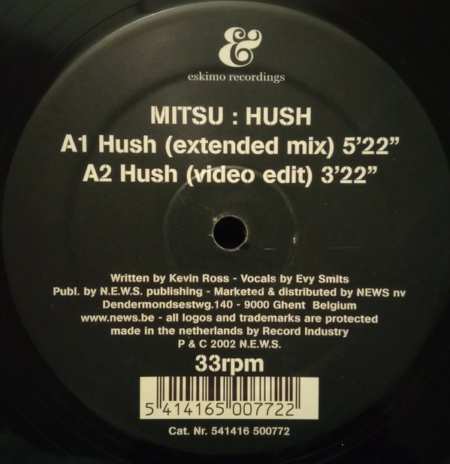 &
eskimo recordings
MITSU : HUSH
A1 Hush (extended mix) 5'22"
A2 Hush (video edit) 3'22"
Written by Kevin Ross - Vocals by Evy Smits
Publ. by N.E.W.S. publishing - Marketed & distributed by NEWS nv
Dendermondsestwg.140 - 9000 Ghent Belgium
www.news.be - all logos and trademarks are protected
made in the netherlands by Record Industry
P & C 2002 N.E.W.S.
33rpm
5 414165 007722
Cat. Nr. 541416 500772